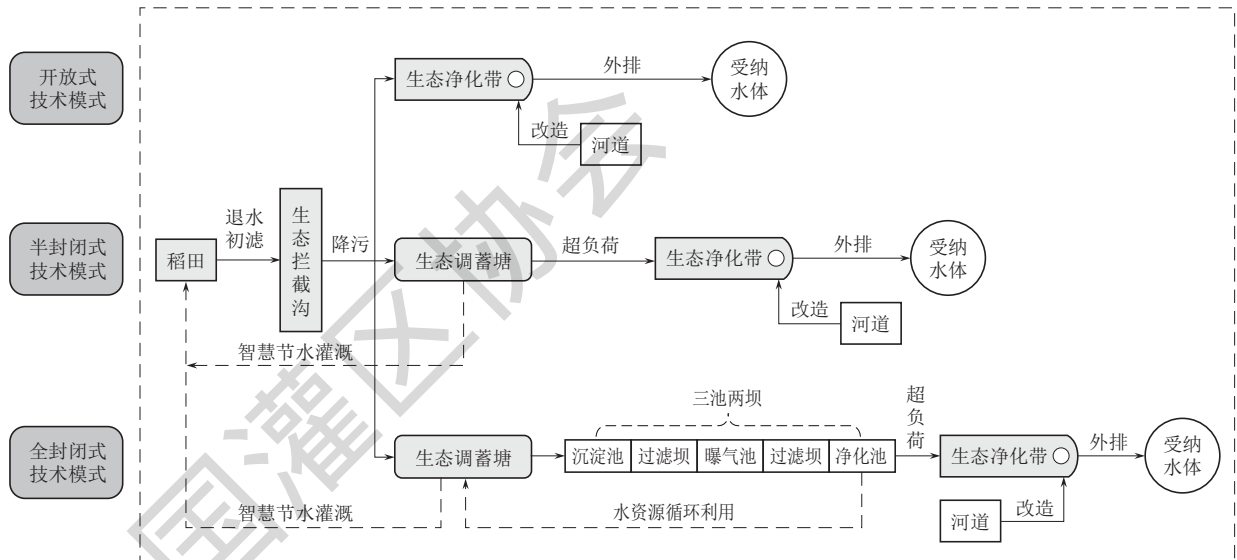 开放式
技术模式
生态净化带
外排
受纳
水体
改造
河道
半封闭式
技术模式
稻田
退水
初滤
生态拦截沟
降污
生态调蓄塘
超负荷
生态净化带
外排
受纳
水体
改造
河道
智慧节水灌溉
全封闭式
技术模式
生态调蓄塘
三池两坝
沉淀池
过滤坝
曝气池
过滤坝
净化池
超负荷
生态净化带
外排
受纳
水体
改造
河道
智慧节水灌溉
水资源循环利用
国灌区协会